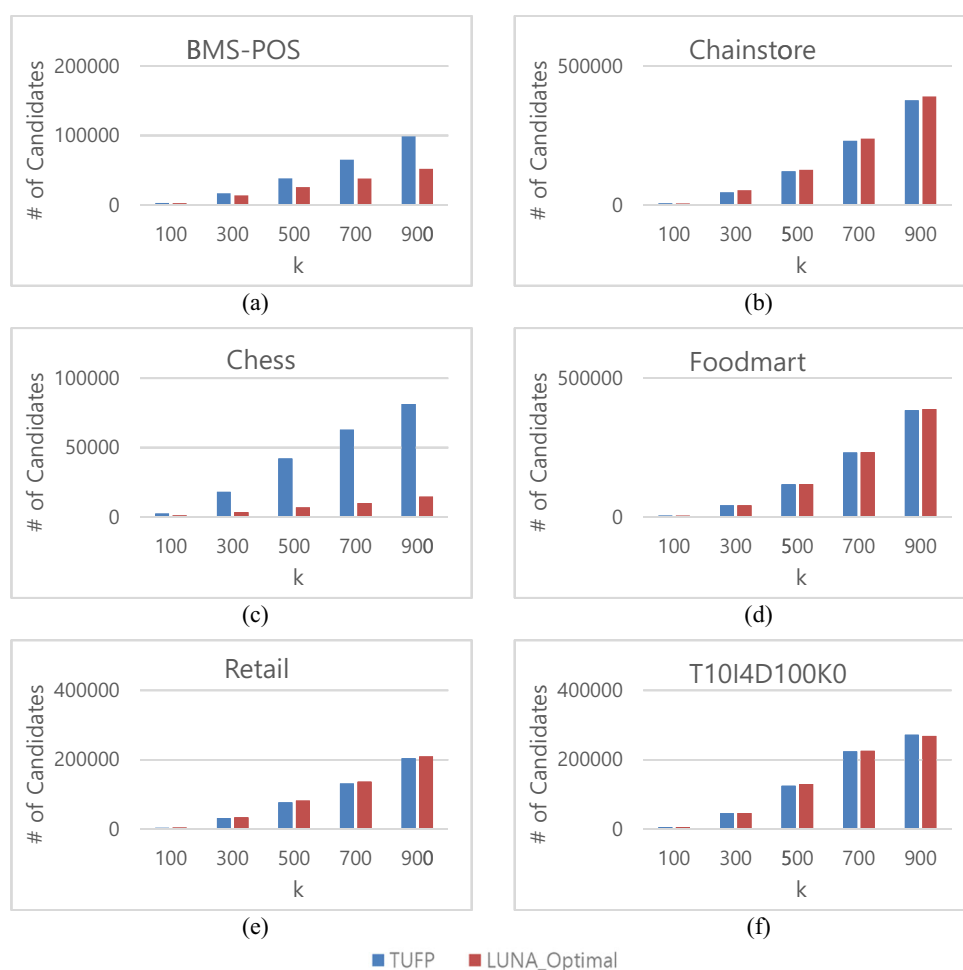 BMS-POS
200000
100000
0
# of Candidates
100 300 500 700 900
k
(a)
Chainstore
500000
0
# of Candidates
100 300 500 700 900
k
(b)
Chess
100000
50000
0
# of Candidates
100 300 500 700 900
k
(c)
Foodmart
500000
0
# of Candidates
100 300 500 700 900
k
(d)
Retail
400000
200000
0
# of Candidates
100 300 500 700 900
k
(e)
T10I4D100K0
400000
200000
0
# of Candidates
100 300 500 700 900
k
(f)
TUFP LUNA_Optimal